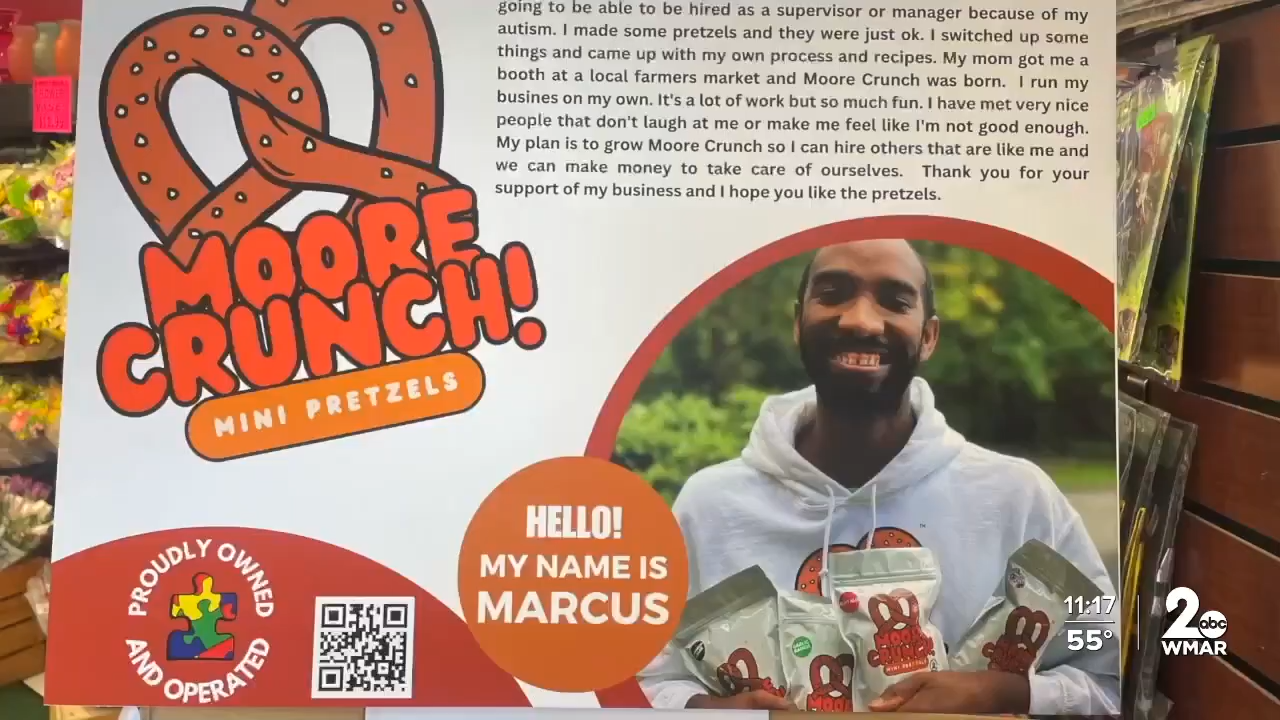 going to be able to be hired as a supervisor or manager because of my
autism. I made some pretzels and they were just ok. I switched up some
things and came up with my own process and recipes. My mom got me a
booth at a local farmers market and Moore Crunch was born. I run my
busines on my own. It's a lot of work but so much fun. I have met very nice
people that don't laugh at me or make me feel like I'm not good enough.
My plan is to grow Moore Crunch so I can hire others that are like me and
we can make money to take care of ourselves. Thank you for your
support of my business and I hope you like the pretzels.
MOORE
CRUNCH!
MINI PRETZELS
HELLO!
MY NAME IS
MARCUS
PROUDLY OWNED
AND OPERATED
MOORE
CRUNCH!
MINI PRETZELS
11:17
55°
2 abc
WMAR